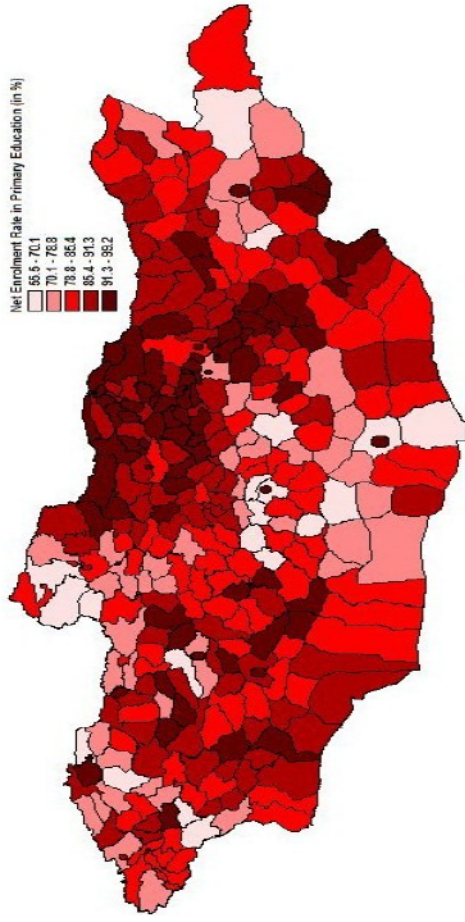 Net Enrolment Rate in Primary Education (in %)
55.5 - 70.1
70.1 - 78.8
78.8 - 85.4
85.4 - 91.3
91.3 - 99.2